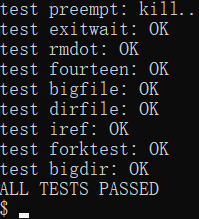 test preempt: kill..
test exitwait: OK
test rmdot: OK
test fourteen: OK
test bigfile: OK
test dirfile: OK
test iref: OK
test forktest: OK
test bigdir: OK
ALL TESTS PASSED
$